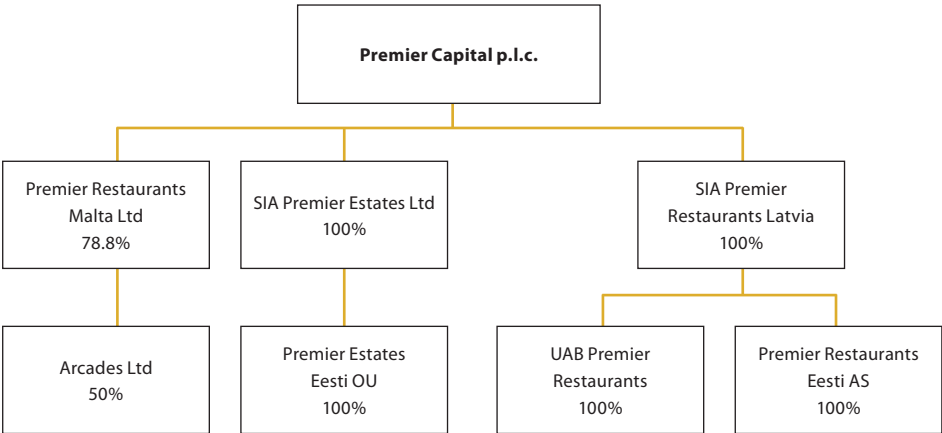 Premier Capital p.l.c.
Premier Restaurants
Malta Ltd
78.8%
SIA Premier Estates Ltd
100%
SIA Premier
Restaurants Latvia
100%
Arcades Ltd
50%
Premier Estates
Eesti OU
100%
UAB Premier
Restaurants
100%
Premier Restaurants
Eesti AS
100%